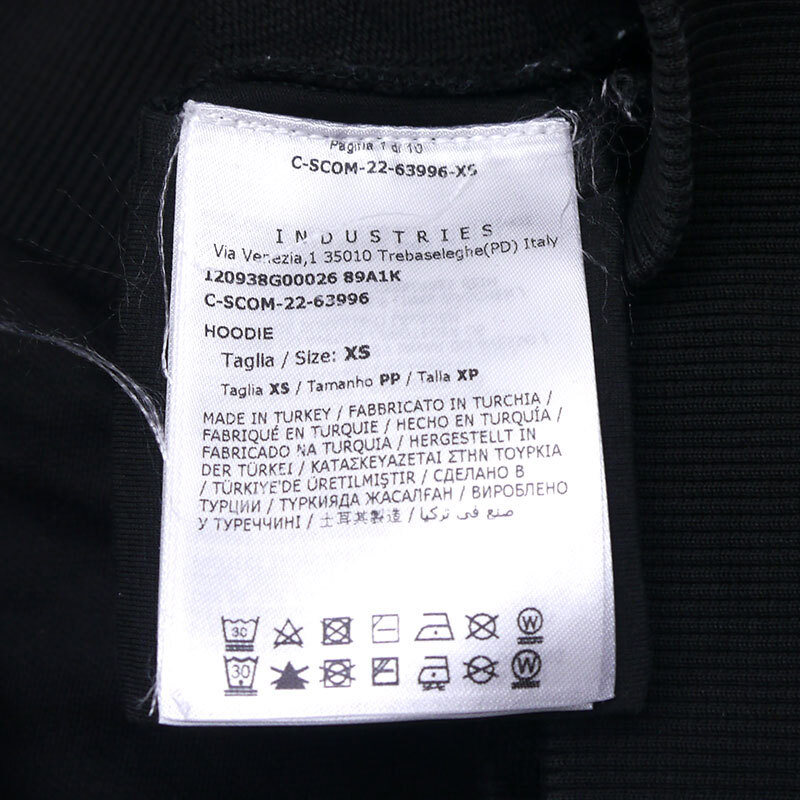 Pagina 1 di 10
C-SCOM-22-63996-XS
INDUSTRIES
Via Venezia,1 35010 Trebaseleghe(PD) Italy
120938G00026 89A1K
C-SCOM-22-63996
HOODIE
Taglia / Size: XS
Taglia XS / Tamanho PP / Talla XP
MADE IN TURKEY / FABBRICATO IN TURCHIA /
FABRIQUÉ EN TURQUIE / HECHO EN TURQUÍA /
FABRICADO NA TURQUIA / HERGESTELLT IN
DER TÜRKEI / ΚΑΤΑΣΚΕΥΑΖΕΤΑΙ ΣΤΗΝ ΤΟΥΡΚΙΑ
/ TÜRKİYE'DE ÜRETİLMİŞTİR / СДЕЛАНО В
ТУРЦИИ / ТҮРКИЯДА ЖАСАЛҒАН / ВИРОБЛЕНО
У ТУРЕЧЧИНІ / 土耳其製造 / صنع في تركيا
30 W
30 W